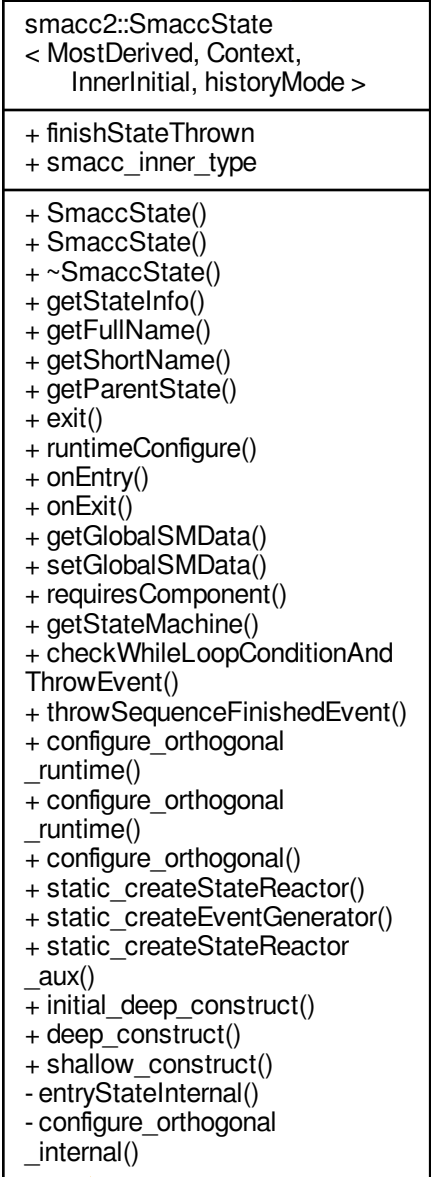 smacc2::SmaccState
< MostDerived, Context,
InnerInitial, historyMode >
+ finishStateThrown
+ smacc_inner_type
+ SmaccState()
+ SmaccState()
+ ~SmaccState()
+ getStateInfo()
+ getFullName()
+ getShortName()
+ getParentState()
+ exit()
+ runtimeConfigure()
+ onEntry()
+ onExit()
+ getGlobalSMData()
+ setGlobalSMData()
+ requiresComponent()
+ getStateMachine()
+ checkWhileLoopConditionAnd
ThrowEvent()
+ throwSequenceFinishedEvent()
+ configure_orthogonal
_runtime()
+ configure_orthogonal
_runtime()
+ configure_orthogonal()
+ static_createStateReactor()
+ static_createEventGenerator()
+ static_createStateReactor
_aux()
+ initial_deep_construct()
+ deep_construct()
+ shallow_construct()
- entryStateInternal()
- configure_orthogonal
_internal()